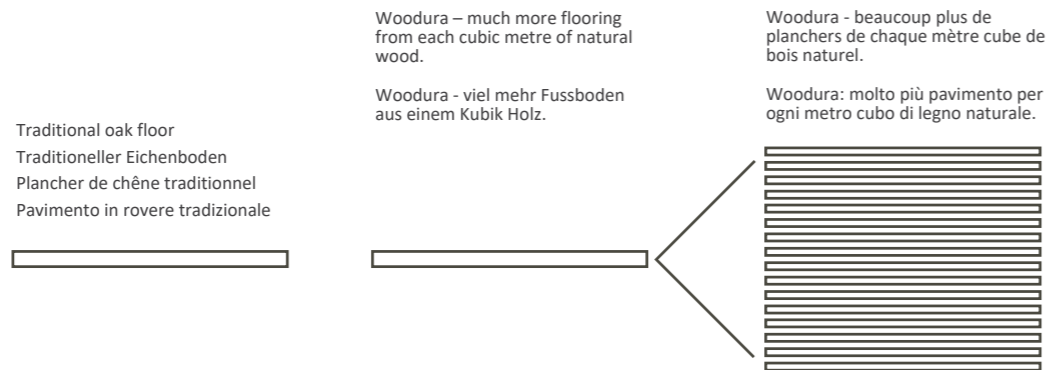 Traditional oak floor
Traditioneller Eichenboden
Plancher de chêne traditionnel
Pavimento in rovere tradizionale
Woodura – much more flooring
from each cubic metre of natural
wood.
Woodura - viel mehr Fussboden
aus einem Kubik Holz.
Woodura - beaucoup plus de
planchers de chaque mètre cube de
bois naturel.
Woodura: molto più pavimento per
ogni metro cubo di legno naturale.